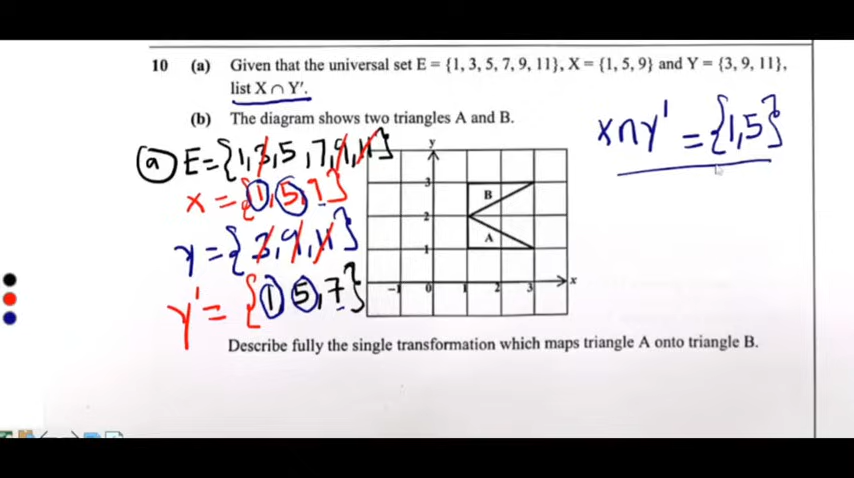 10 (a) Given that the universal set E = {1, 3, 5, 7, 9, 11}, X = {1, 5, 9} and Y = {3, 9, 11},
list X ∩ Y'.
(b) The diagram shows two triangles A and B.
X∩Y' = {1,5}
(a) E={1,3,5,7,9,11}
X = {1,5,9}
Y = {3,9,11}
Y' = {1 5,7}
y
3
B
2
A
1
-1 0 1 2 3 x
Describe fully the single transformation which maps triangle A onto triangle B.